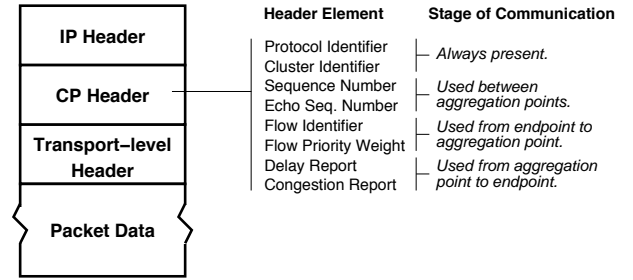 IP Header
CP Header
Transport–level
Header
Packet Data
Header Element
Stage of Communication
Protocol Identifier
Cluster Identifier
Always present.
Sequence Number
Echo Seq. Number
Used between
aggregation points.
Flow Identifier
Flow Priority Weight
Used from endpoint to
aggregation point.
Delay Report
Congestion Report
Used from aggregation
point to endpoint.